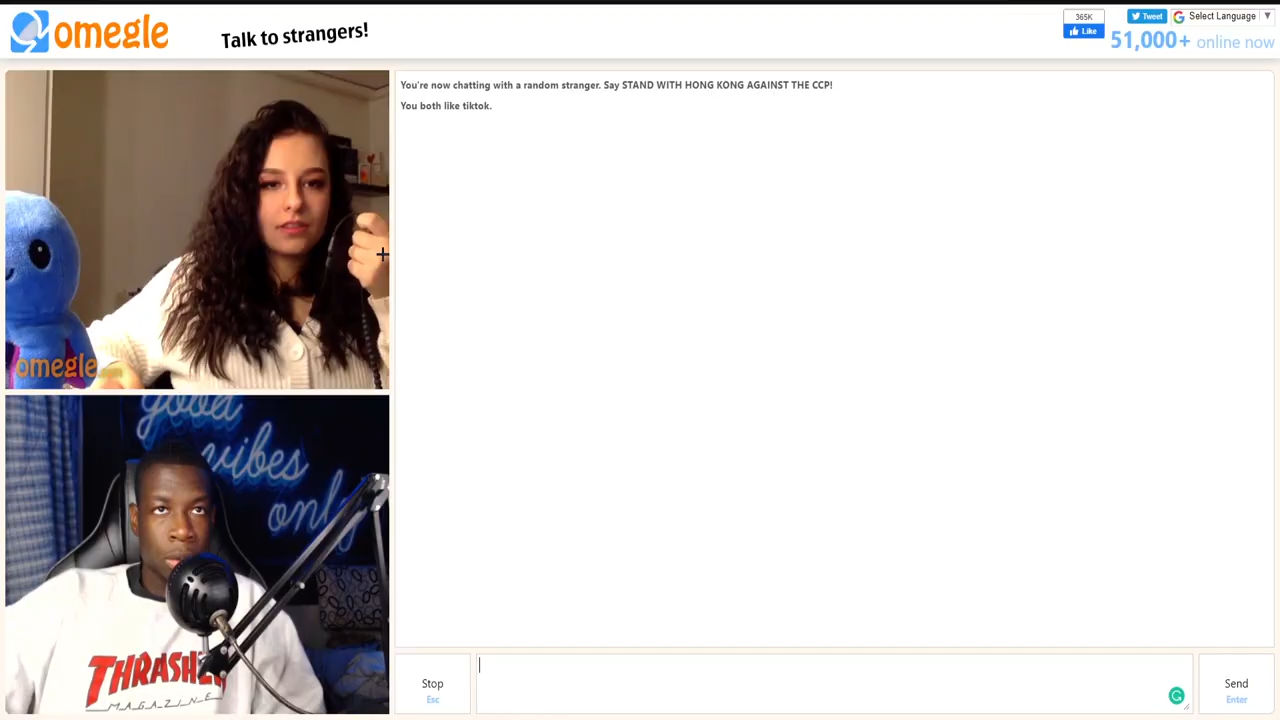 omegle
Talk to strangers!
365K
Like
Tweet
Select Language
51,000+ online now
You're now chatting with a random stranger. Say STAND WITH HONG KONG AGAINST THE CCP!
You both like tiktok.
omegle
good
vibes
only
THRASHER
MAGAZINE
Stop
Esc
Send
Enter